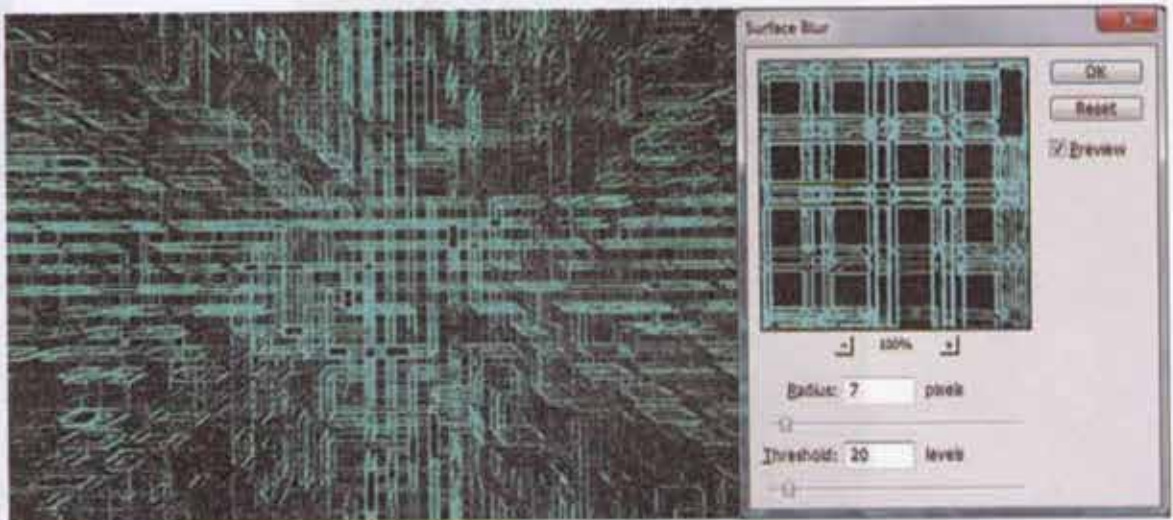 Surface Blur
OK
Reset
Preview
100%
Radius: 7 pixels
Threshold: 20 levels